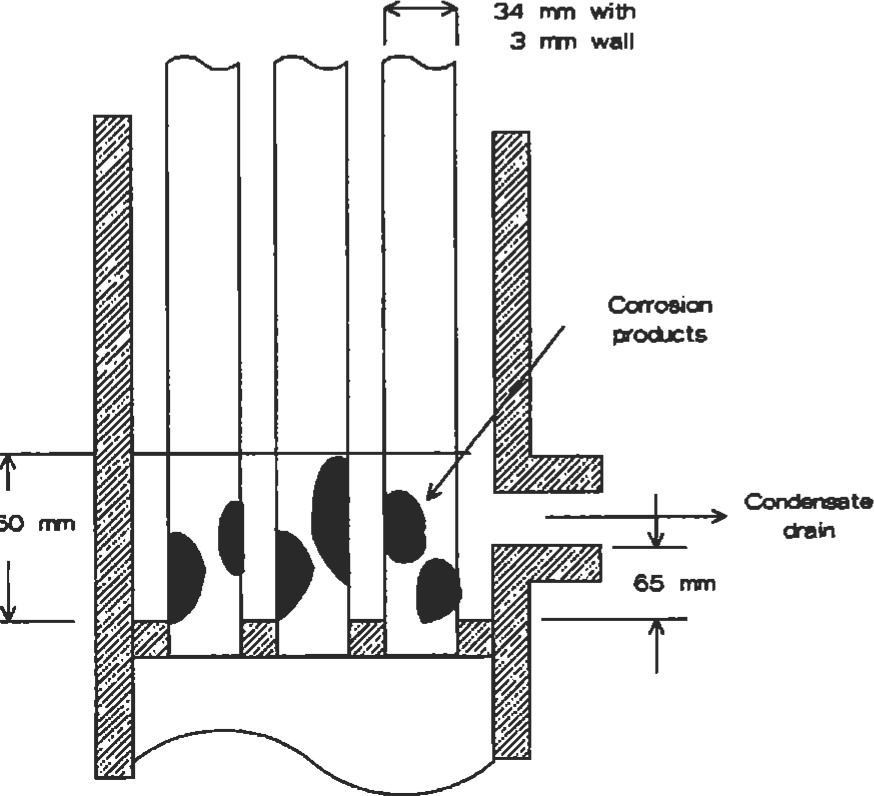 34 mm with
3 mm wall
Corrosion
products
Condensate
drain
mm
65 mm